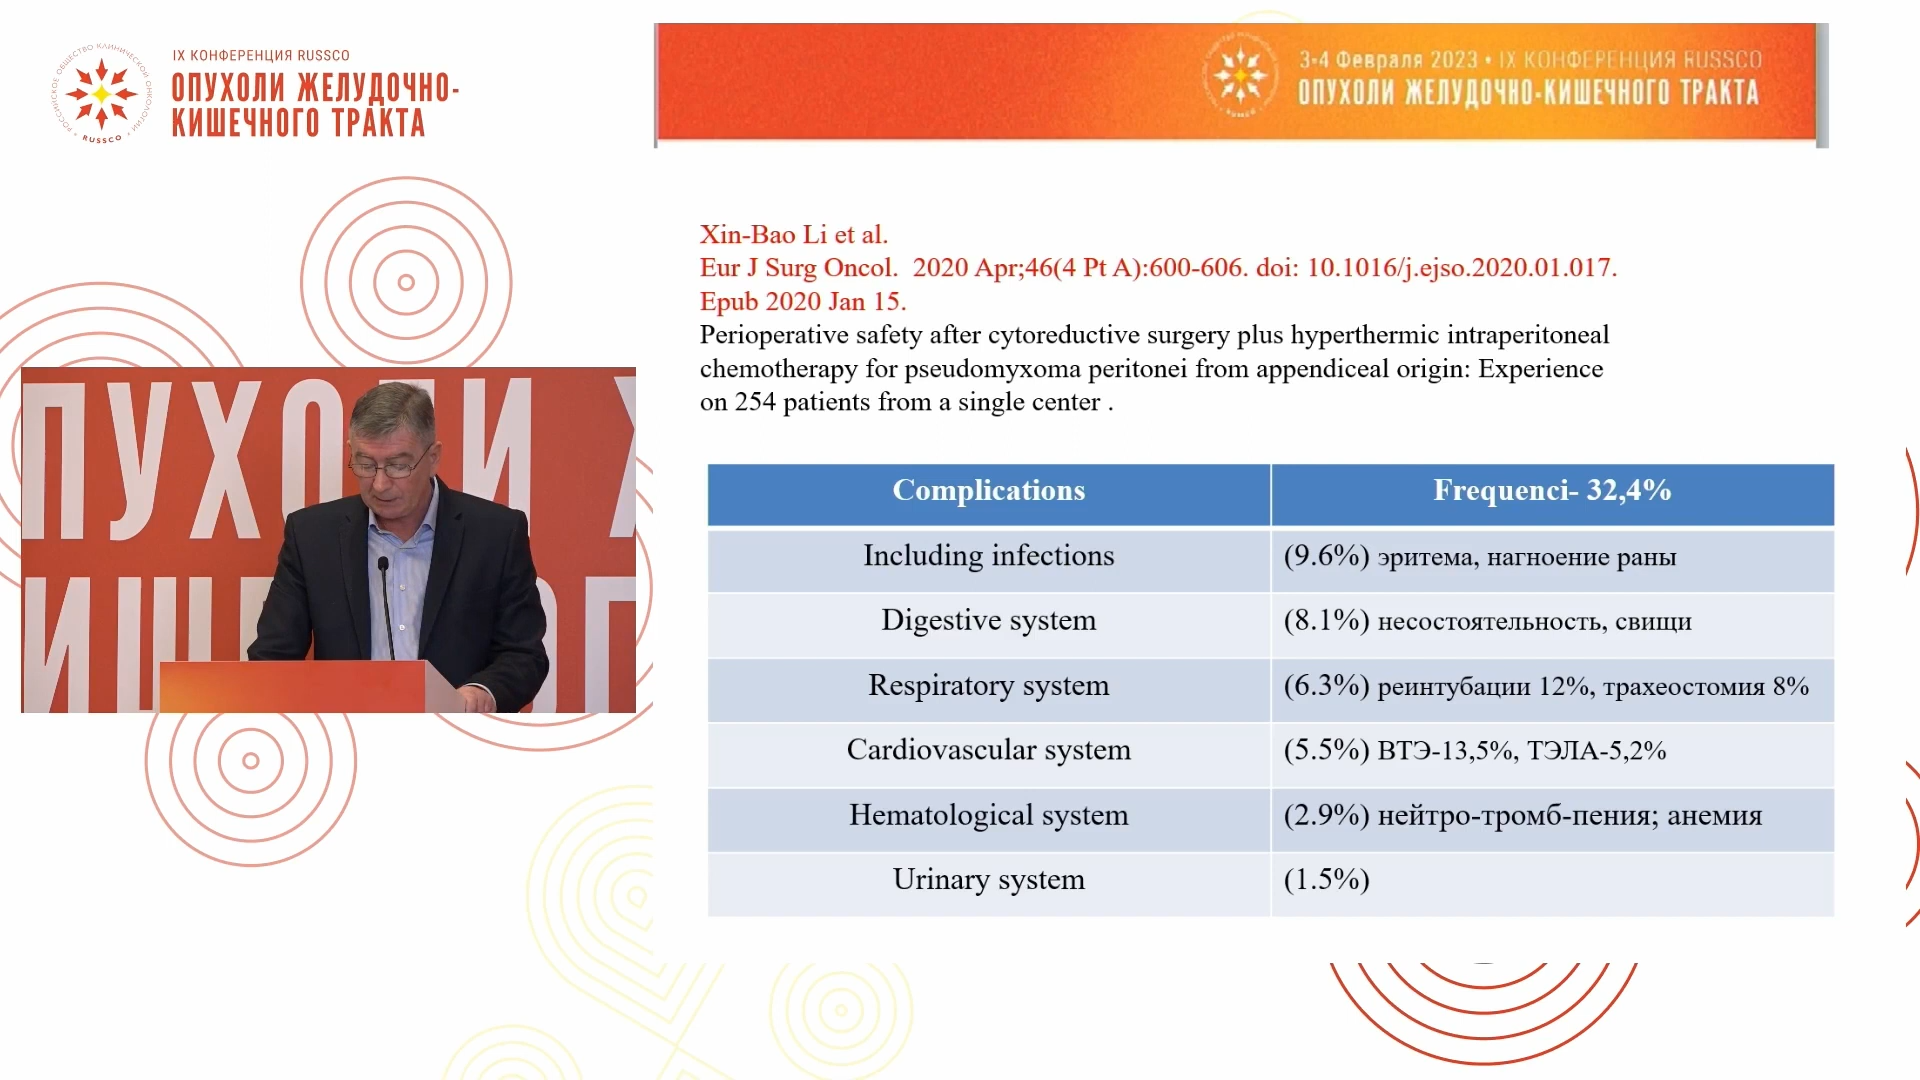 IX КОНФЕРЕНЦИЯ RUSSCO
ОПУХОЛИ ЖЕЛУДОЧНО-
КИШЕЧНОГО ТРАКТА
РОССИЙСКОЕ ОБЩЕСТВО КЛИНИЧЕСКОЙ ОНКОЛОГИИ • RUSSCO •
3-4 Февраля 2023 • IX КОНФЕРЕНЦИЯ RUSSCO
ОПУХОЛИ ЖЕЛУДОЧНО-КИШЕЧНОГО ТРАКТА
Xin-Bao Li et al.
Eur J Surg Oncol. 2020 Apr;46(4 Pt A):600-606. doi: 10.1016/j.ejso.2020.01.017.
Epub 2020 Jan 15.
Perioperative safety after cytoreductive surgery plus hyperthermic intraperitoneal
chemotherapy for pseudomyxoma peritonei from appendiceal origin: Experience
on 254 patients from a single center .
Complications Frequenci- 32,4%
Including infections (9.6%) эритема, нагноение раны
Digestive system (8.1%) несостоятельность, свищи
Respiratory system (6.3%) реинтубации 12%, трахеостомия 8%
Cardiovascular system (5.5%) ВТЭ-13,5%, ТЭЛА-5,2%
Hematological system (2.9%) нейтро-тромб-пения; анемия
Urinary system (1.5%)